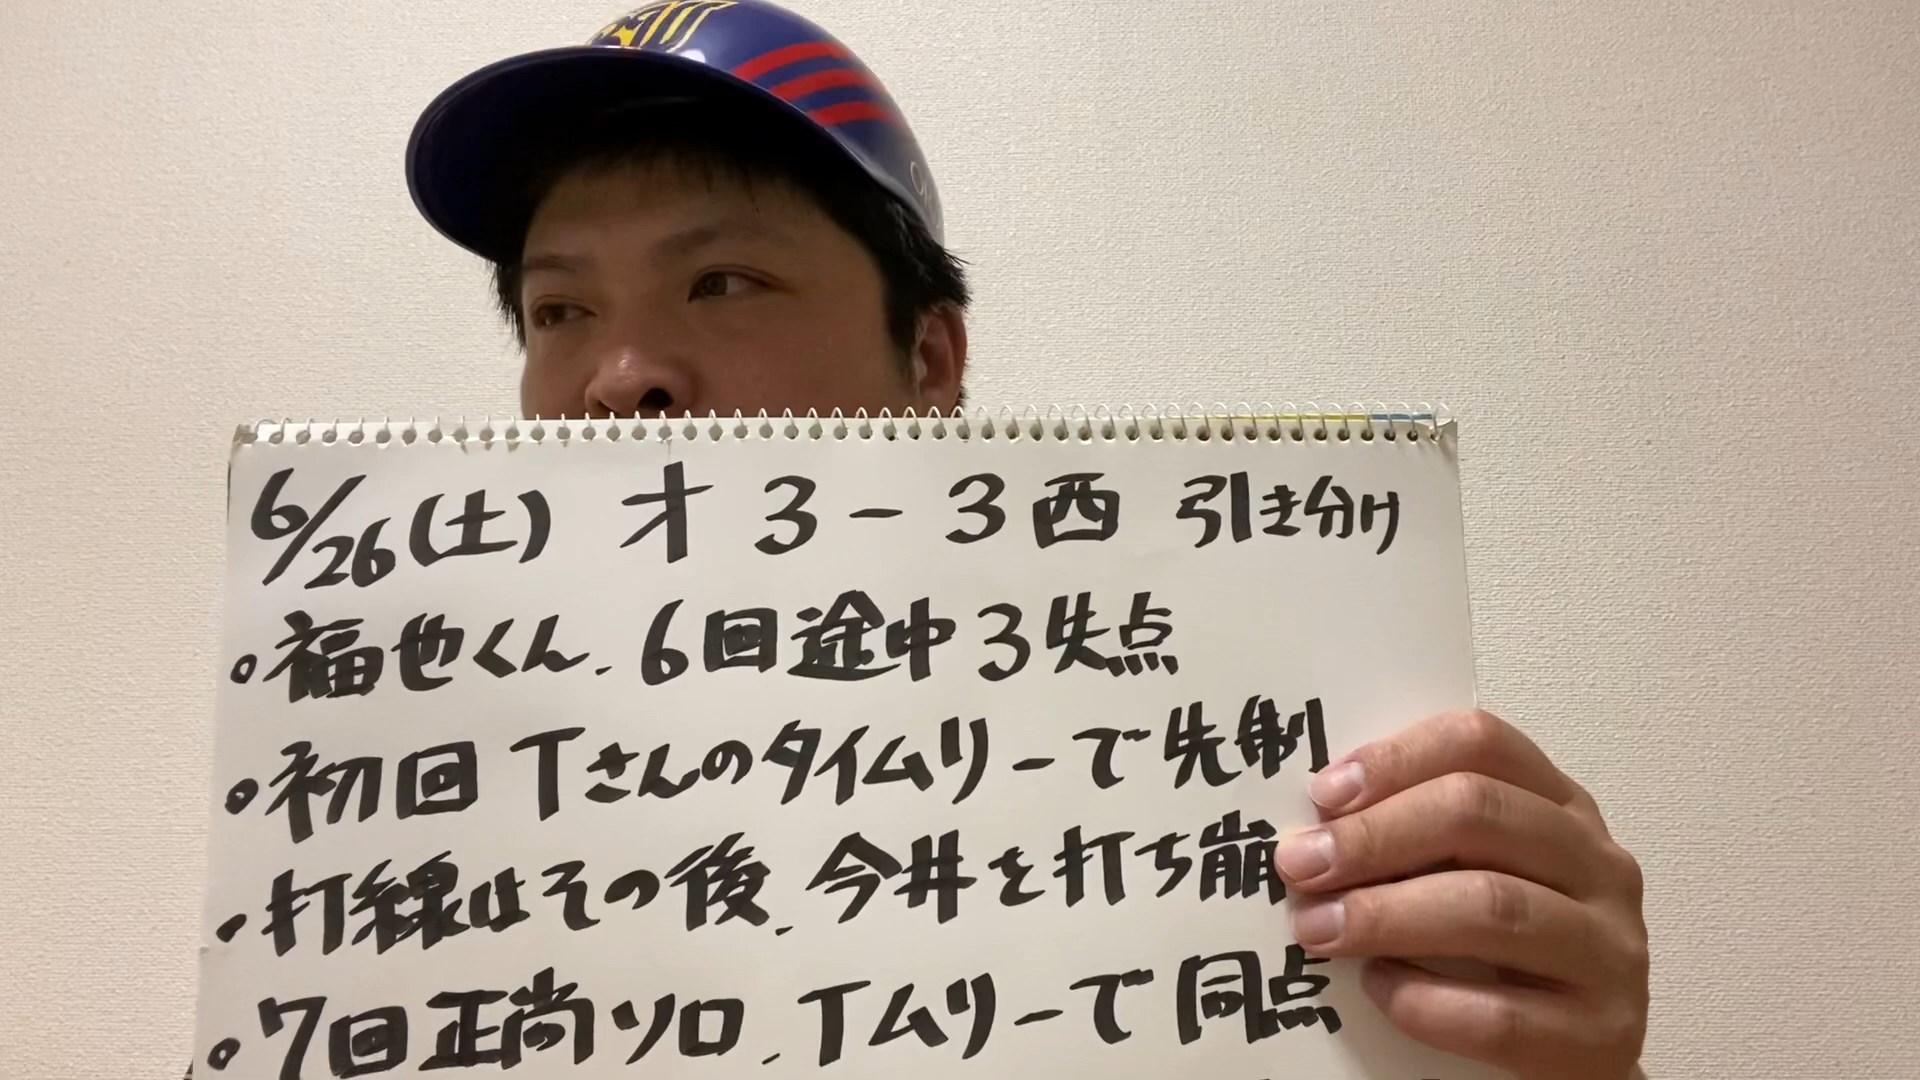 6/26(土) オ 3-3 西 引き分け
。福也くん、6回途中3失点
。初回Tさんのタイムリーで先制
・打線はその後、今井を打ち崩
。7回正尚ソロ、Tムリーで同点